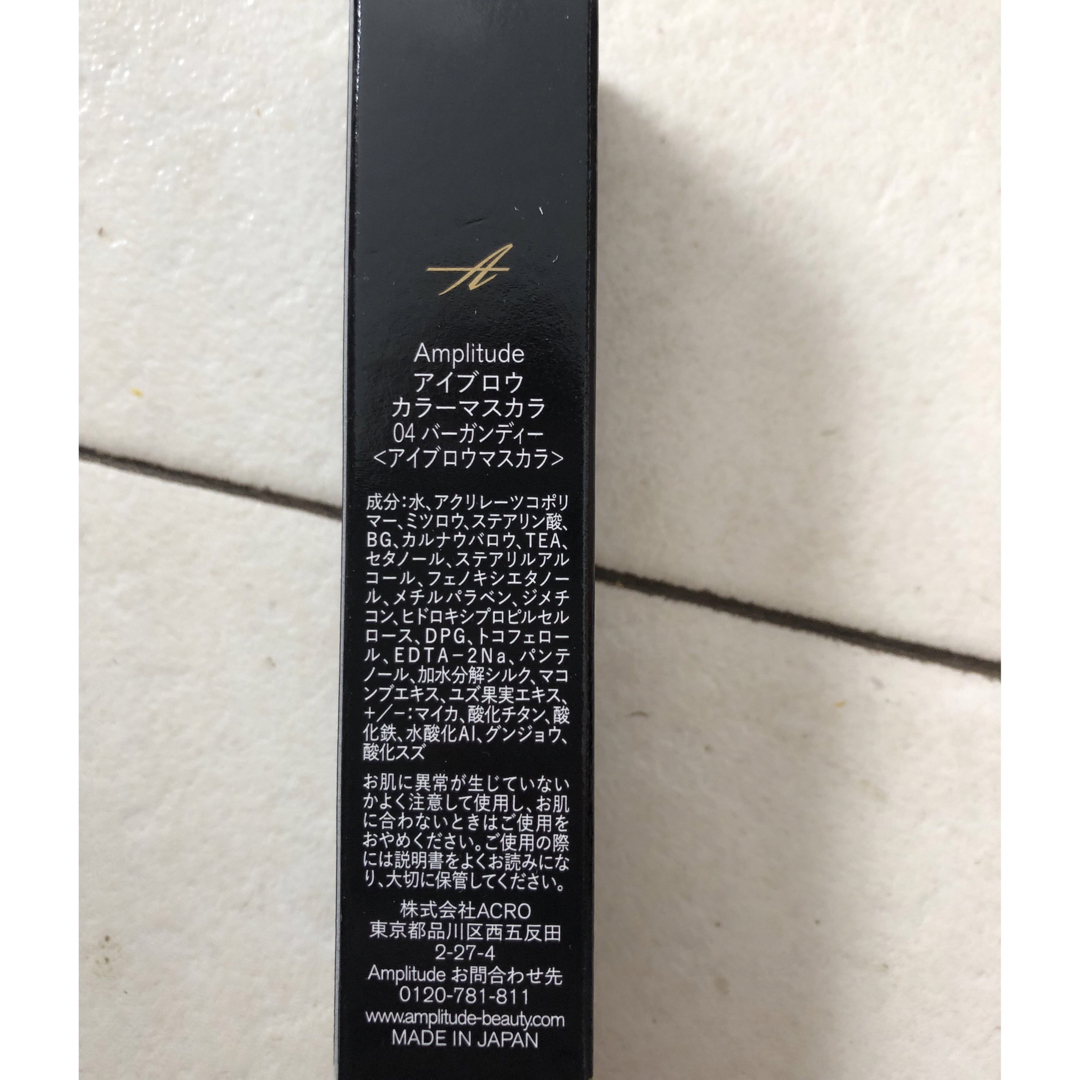 Amplitude
アイブロウ
カラーマスカラ
04 バーガンディー
<アイブロウマスカラ>
成分:水、アクリレーツコポリ
マー、ミツロウ、ステアリン酸、
BG、カルナウバロウ、TEA、
セタノール、ステアリルアル
コール、フェノキシエタノー
ル、メチルパラベン、ジメチ
コン、ヒドロキシプロピルセル
ロース、DPG、トコフェロー
ル、EDTA-2Na、パンテ
ノール、加水分解シルク、マコ
ンブエキス、ユズ果実エキス、
+/-:マイカ、酸化チタン、酸
化鉄、水酸化Al、グンジョウ、
酸化スズ
お肌に異常が生じていない
かよく注意して使用し、お肌
に合わないときはご使用を
おやめください。ご使用の際
には説明書をよくお読みにな
り、大切に保管してください。
株式会社ACRO
東京都品川区西五反田
2-27-4
Amplitude お問合わせ先
0120-781-811
www.amplitude-beauty.com
MADE IN JAPAN